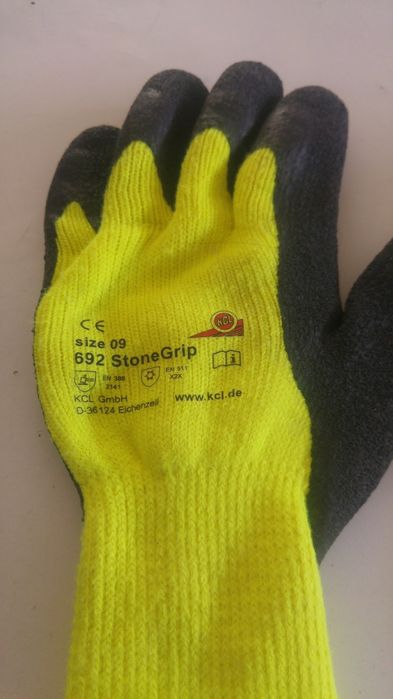 CE
KCL
size 09
692 StoneGrip
EN 388
2141
EN 511
X2X
i
KCL GmbH
D-36124 Eichenzell
www.kcl.de